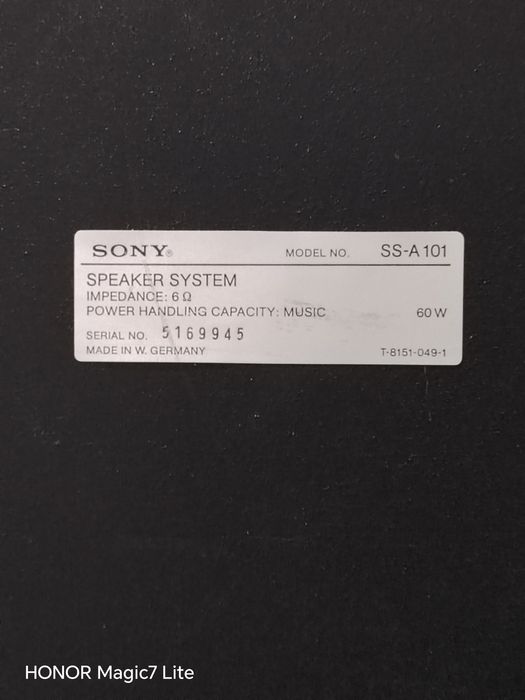 SONY®
MODEL NO. SS-A101
SPEAKER SYSTEM
IMPEDANCE: 6 Ω
POWER HANDLING CAPACITY: MUSIC 60 W
SERIAL NO. 5169945
MADE IN W. GERMANY T-8151-049-1
HONOR Magic7 Lite